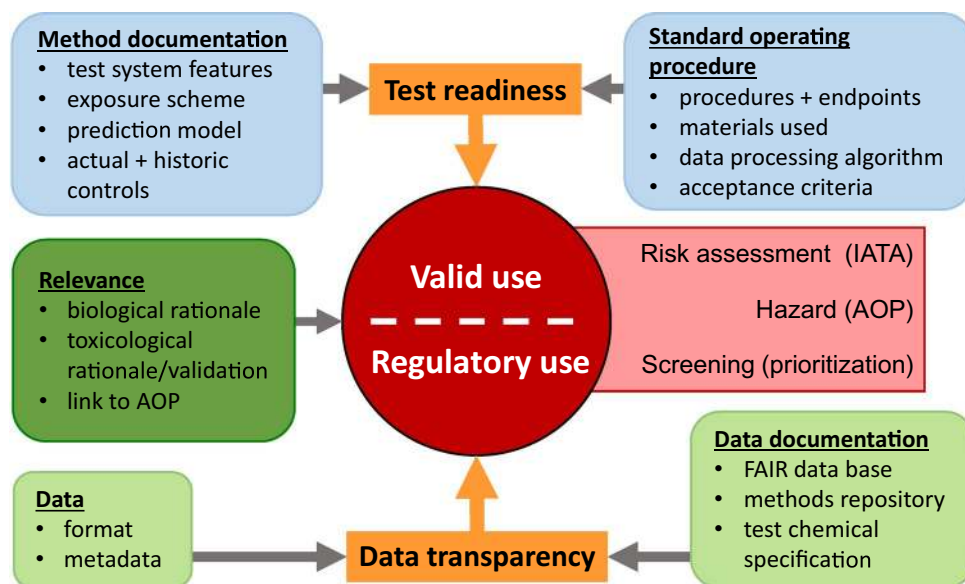 Method documentation
• test system features
• exposure scheme
• prediction model
• actual + historic
controls
Test readiness
Standard operating
procedure
• procedures + endpoints
• materials used
• data processing algorithm
• acceptance criteria
Relevance
• biological rationale
• toxicological
rationale/validation
• link to AOP
Valid use
Regulatory use
Risk assessment (IATA)
Hazard (AOP)
Screening (prioritization)
Data
• format
• metadata
Data transparency
Data documentation
• FAIR data base
• methods repository
• test chemical
specification